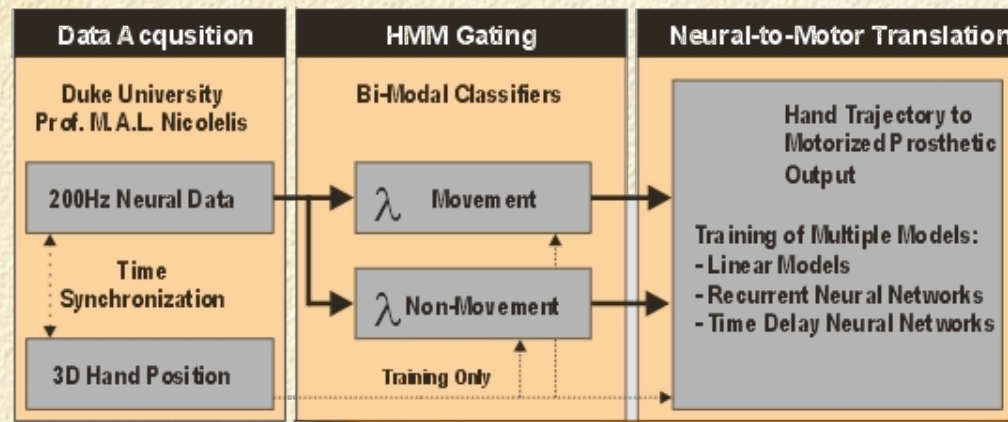 Data Acqusition
Duke University
Prof. M.A.L. Nicolelis
200Hz Neural Data
Time
Synchronization
3D Hand Position
HMM Gating
Bi-Modal Classifiers
λ Movement
λ Non-Movement
Training Only
Neural-to-Motor Translation
Hand Trajectory to
Motorized Prosthetic
Output
Training of Multiple Models:
- Linear Models
- Recurrent Neural Networks
- Time Delay Neural Networks